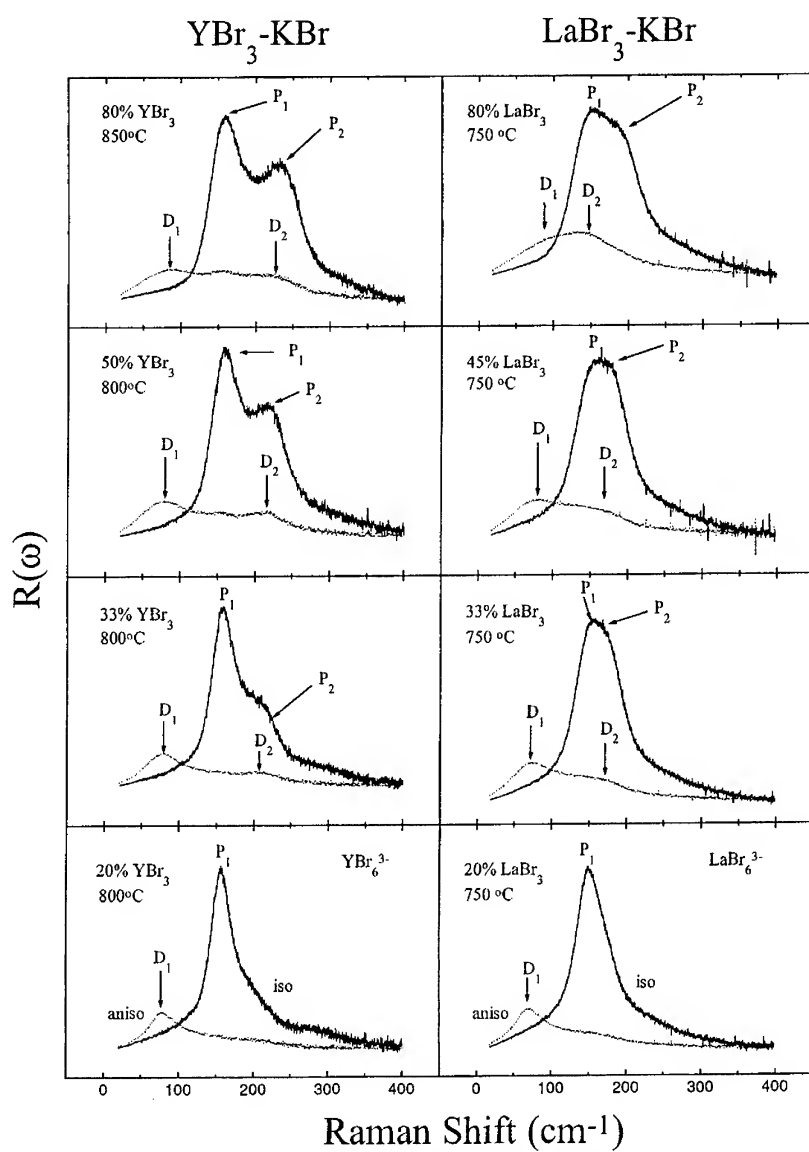 YBr3-KBr
LaBr3-KBr
80% YBr3
850°C
P1
P2
D1
D2
80% LaBr3
750°C
P1
P2
D1
D2
50% YBr3
800°C
P1
P2
D1
D2
45% LaBr3
750°C
P
P2
D1
D2
33% YBr3
800°C
P1
P2
D1
D2
33% LaBr3
750 °C
P1
P2
D1
D2
20% YBr3
800°C
P1
YBr6 3-
D1
aniso
iso
20% LaBr3
750 °C
P1
LaBr6 3-
D1
aniso
iso
0 100 200 300 400
0 100 200 300 400
R(ω)
Raman Shift (cm-1)